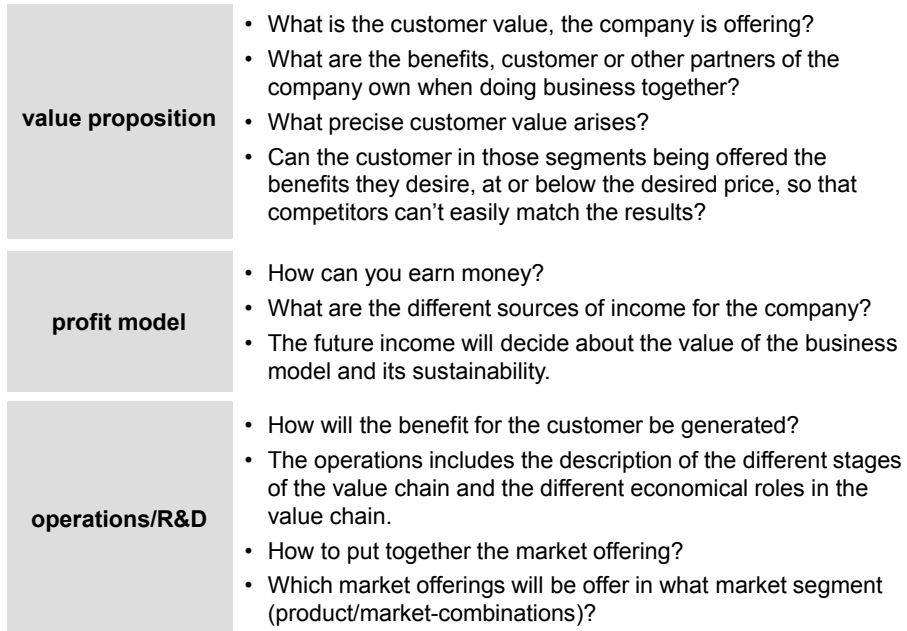 value proposition
• What is the customer value, the company is offering?
• What are the benefits, customer or other partners of the
company own when doing business together?
• What precise customer value arises?
• Can the customer in those segments being offered the
benefits they desire, at or below the desired price, so that
competitors can't easily match the results?
profit model
• How can you earn money?
• What are the different sources of income for the company?
• The future income will decide about the value of the business
model and its sustainability.
operations/R&D
• How will the benefit for the customer be generated?
• The operations includes the description of the different stages
of the value chain and the different economical roles in the
value chain.
• How to put together the market offering?
• Which market offerings will be offer in what market segment
(product/market-combinations)?